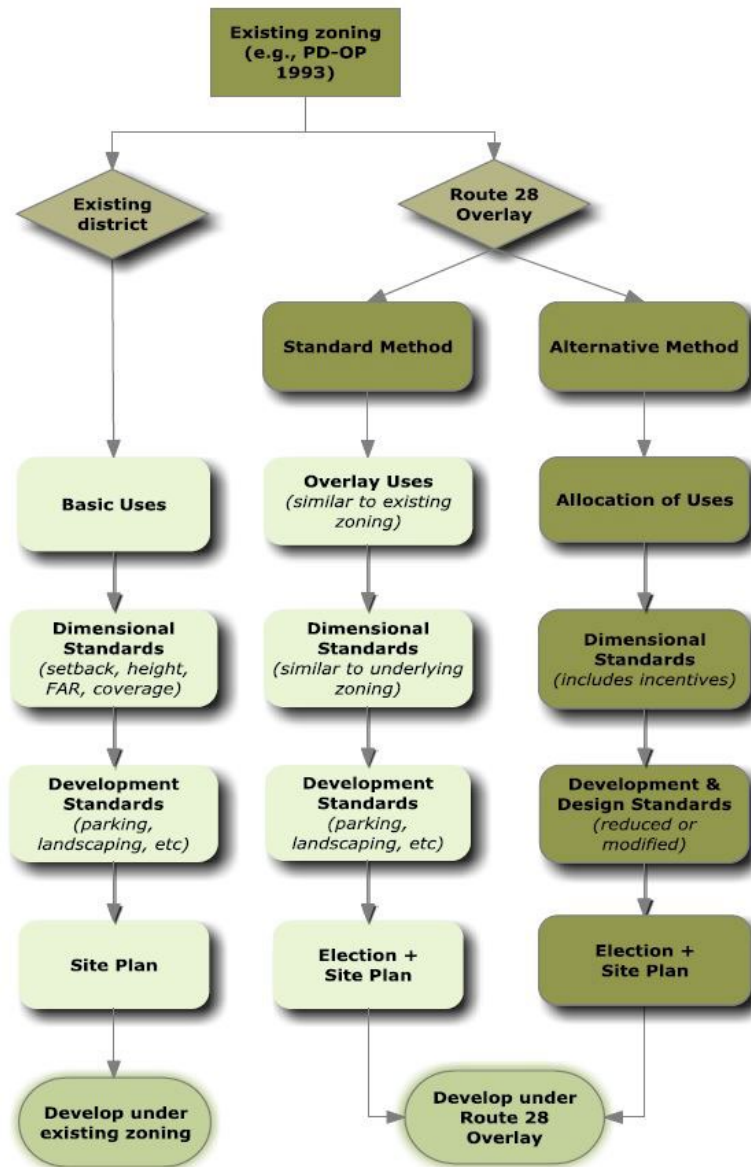 Existing zoning
(e.g., PD-OP
1993)
Existing
district
Route 28
Overlay
Standard Method
Alternative Method
Basic Uses
Overlay Uses
(similar to existing
zoning)
Allocation of Uses
Dimensional
Standards
(setback, height,
FAR, coverage)
Dimensional
Standards
(similar to underlying
zoning)
Dimensional
Standards
(includes incentives)
Development
Standards
(parking,
landscaping, etc)
Development
Standards
(parking,
landscaping, etc)
Development &
Design Standards
(reduced or
modified)
Site Plan
Election +
Site Plan
Election +
Site Plan
Develop under
existing zoning
Develop under
Route 28
Overlay